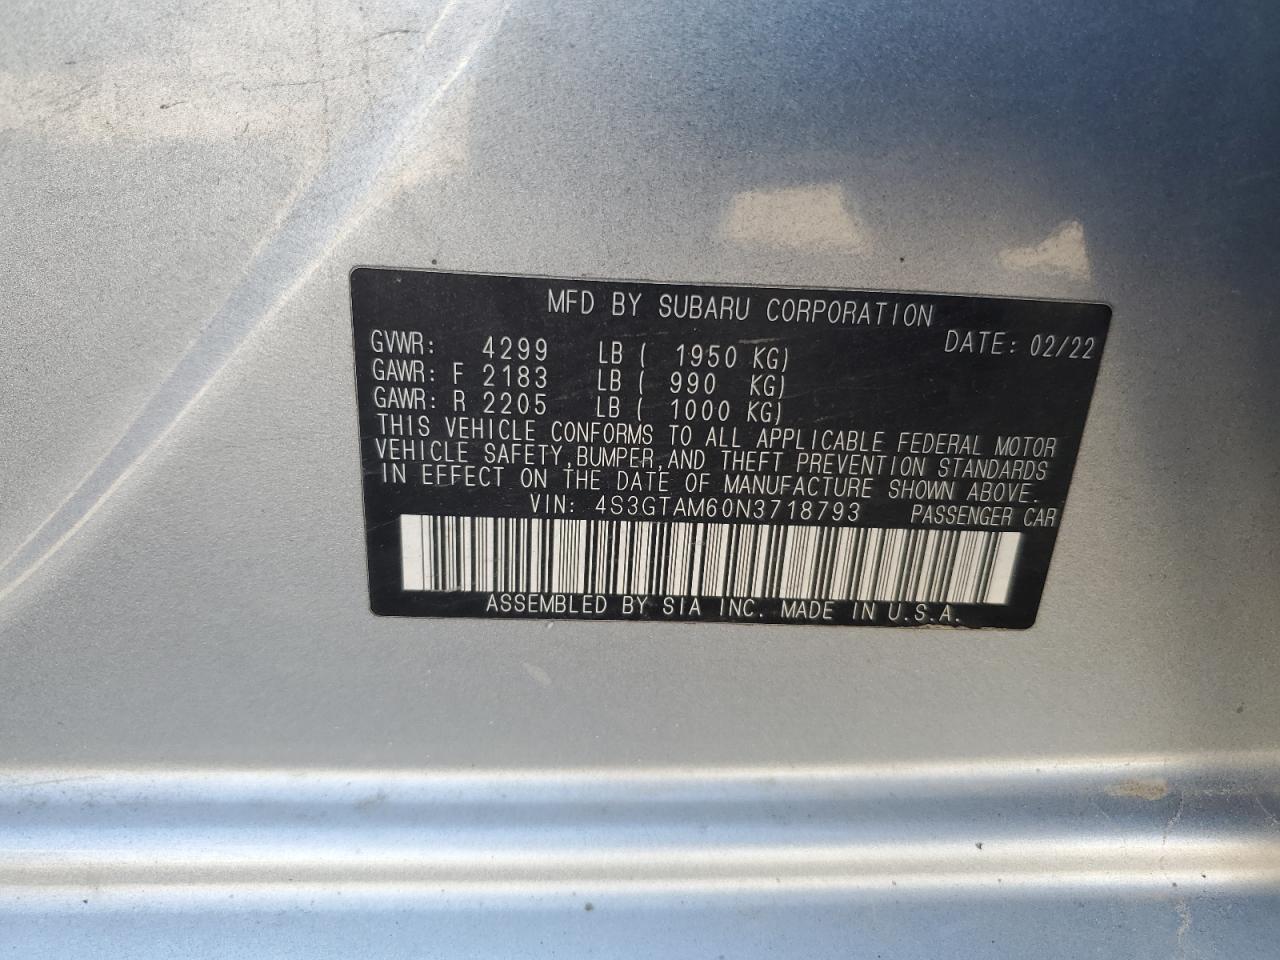 MFD BY SUBARU CORPORATION
DATE: 02/22
GVWR: 4299 LB ( 1950 KG)
GAWR: F 2183 LB ( 990 KG)
GAWR: R 2205 LB ( 1000 KG)
THIS VEHICLE CONFORMS TO ALL APPLICABLE FEDERAL MOTOR
VEHICLE SAFETY, BUMPER, AND THEFT PREVENTION STANDARDS
IN EFFECT ON THE DATE OF MANUFACTURE SHOWN ABOVE.
VIN: 4S3GTAM60N3718793 PASSENGER CAR
ASSEMBLED BY SIA INC. MADE IN U.S.A.